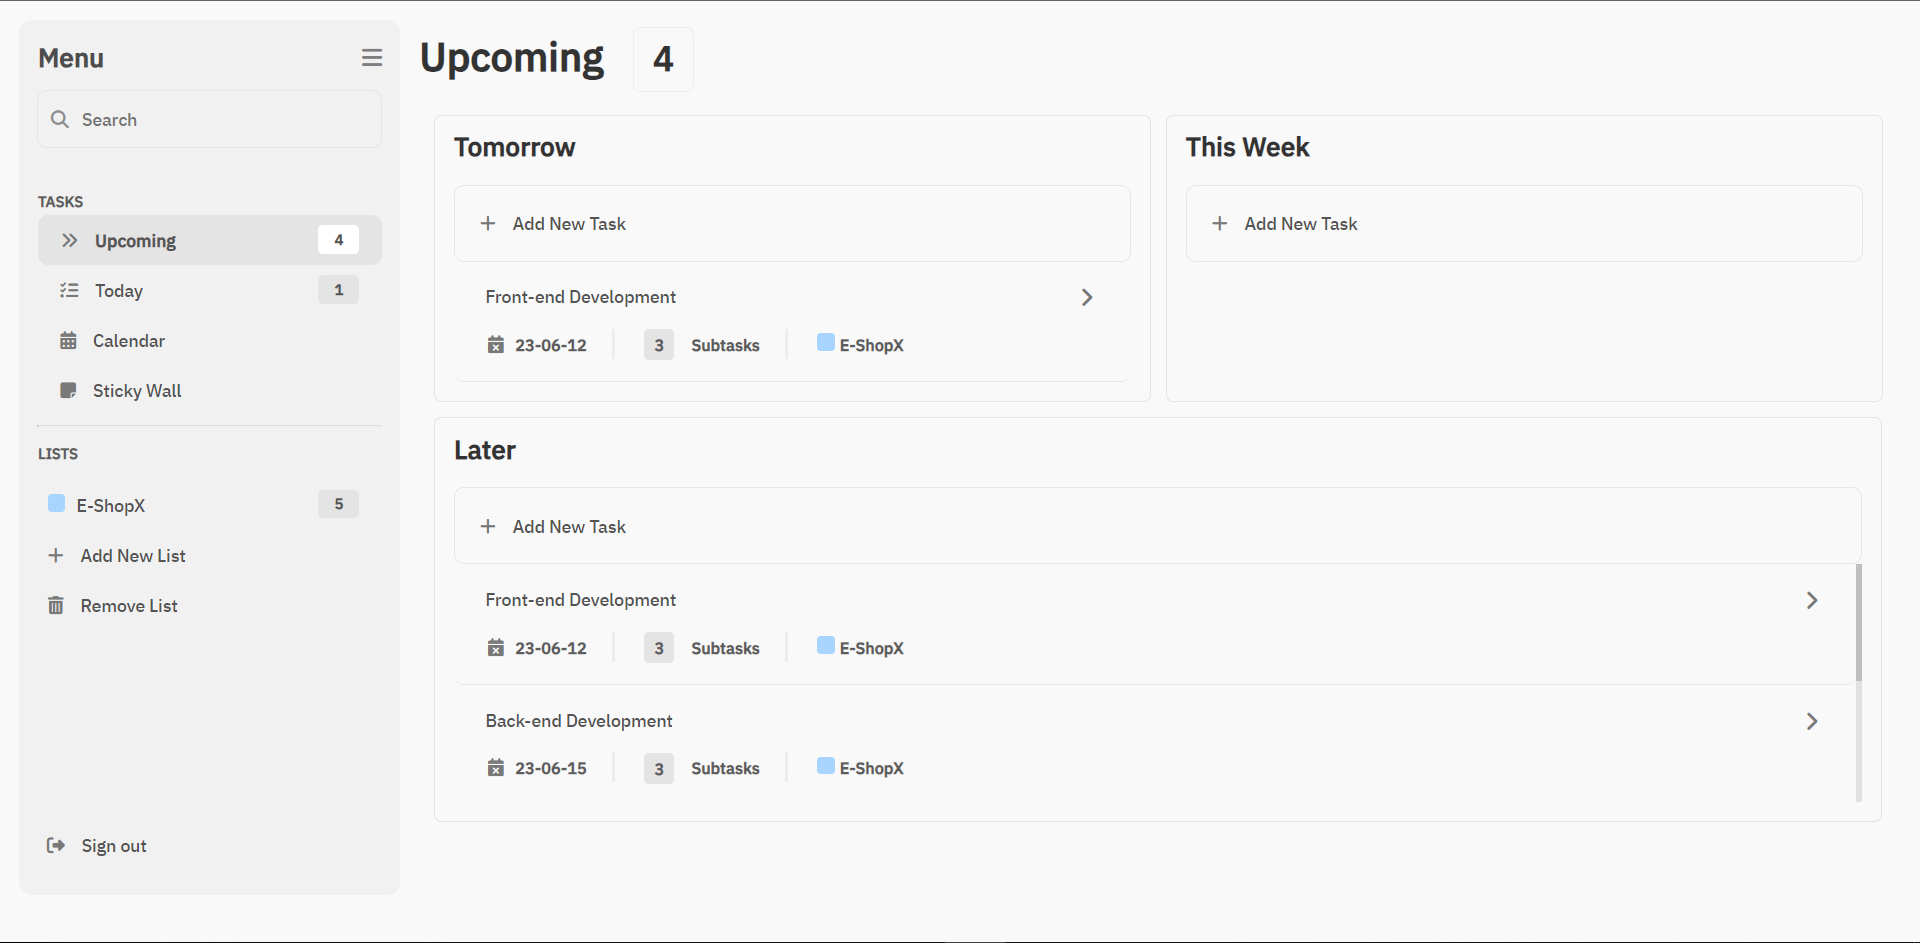 Menu
Search
TASKS
Upcoming 4
Today 1
Calendar
Sticky Wall
LISTS
E-ShopX 5
Add New List
Remove List
Sign out
Upcoming 4
Tomorrow
Add New Task
Front-end Development
23-06-12 3 Subtasks E-ShopX
This Week
Add New Task
Later
Add New Task
Front-end Development
23-06-12 3 Subtasks E-ShopX
Back-end Development
23-06-15 3 Subtasks E-ShopX